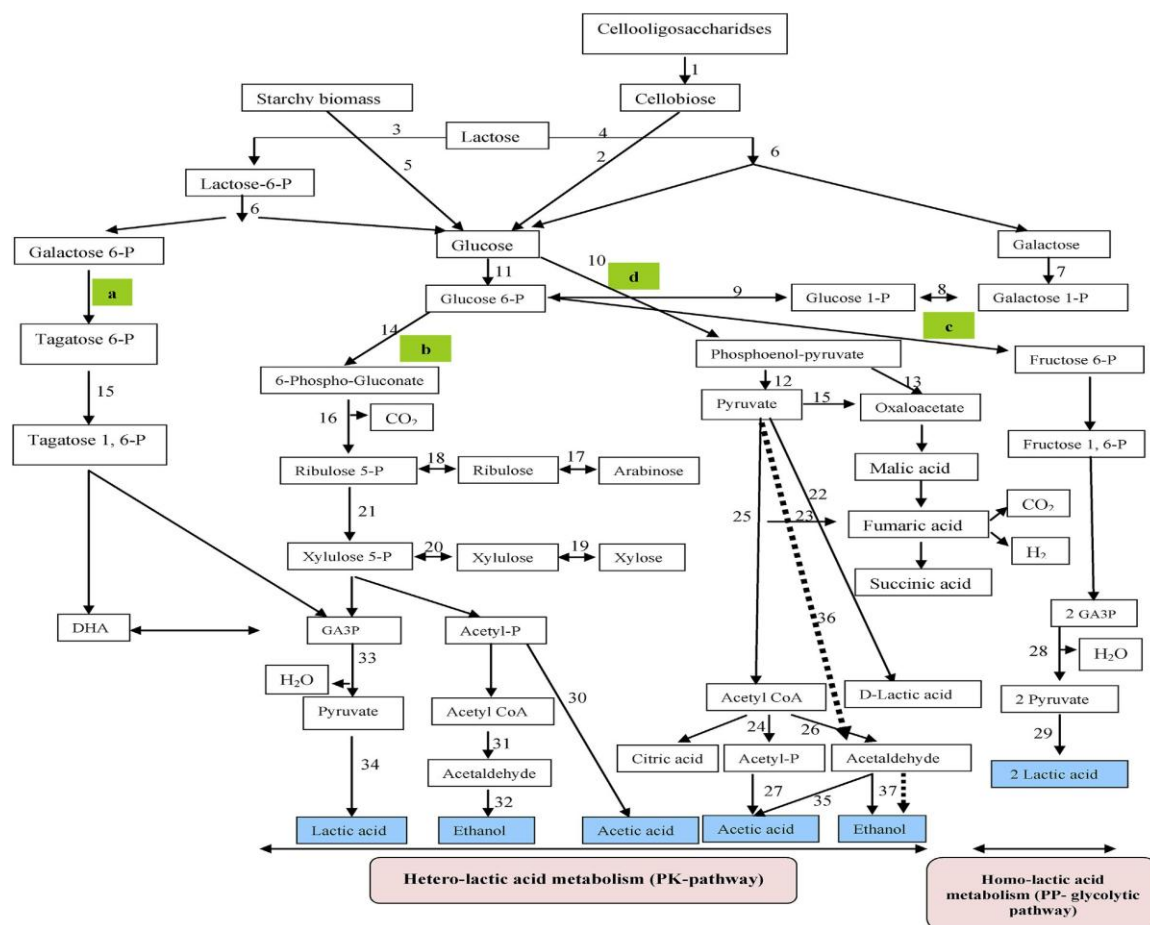 Cellooligosaccharidses
1
Starchy biomass
Cellobiose
3
Lactose
4
5
2
6
Lactose-6-P
6
Galactose 6-P
Glucose
Galactose
a
11
10
d
7
Glucose 6-P
9
Glucose 1-P
8
Galactose 1-P
c
Tagatose 6-P
14
b
Phosphoenol-pyruvate
Fructose 6-P
6-Phospho-Gluconate
12
13
15
16
CO₂
Pyruvate
15
Oxaloacetate
Tagatose 1, 6-P
Fructose 1, 6-P
Ribulose 5-P
18
Ribulose
17
Arabinose
Malic acid
21
25
22
23
Fumaric acid
CO₂
H₂
Xylulose 5-P
20
Xylulose
19
Xylose
Succinic acid
DHA
GA3P
Acetyl-P
36
2 GA3P
33
28
H₂O
H₂O
30
Pyruvate
Acetyl CoA
Acetyl CoA
D-Lactic acid
2 Pyruvate
31
24
26
29
34
Acetaldehyde
Citric acid
Acetyl-P
Acetaldehyde
2 Lactic acid
32
27
35
37
Lactic acid
Ethanol
Acetic acid
Acetic acid
Ethanol
Hetero-lactic acid metabolism (PK-pathway)
Homo-lactic acid
metabolism (PP- glycolytic
pathway)